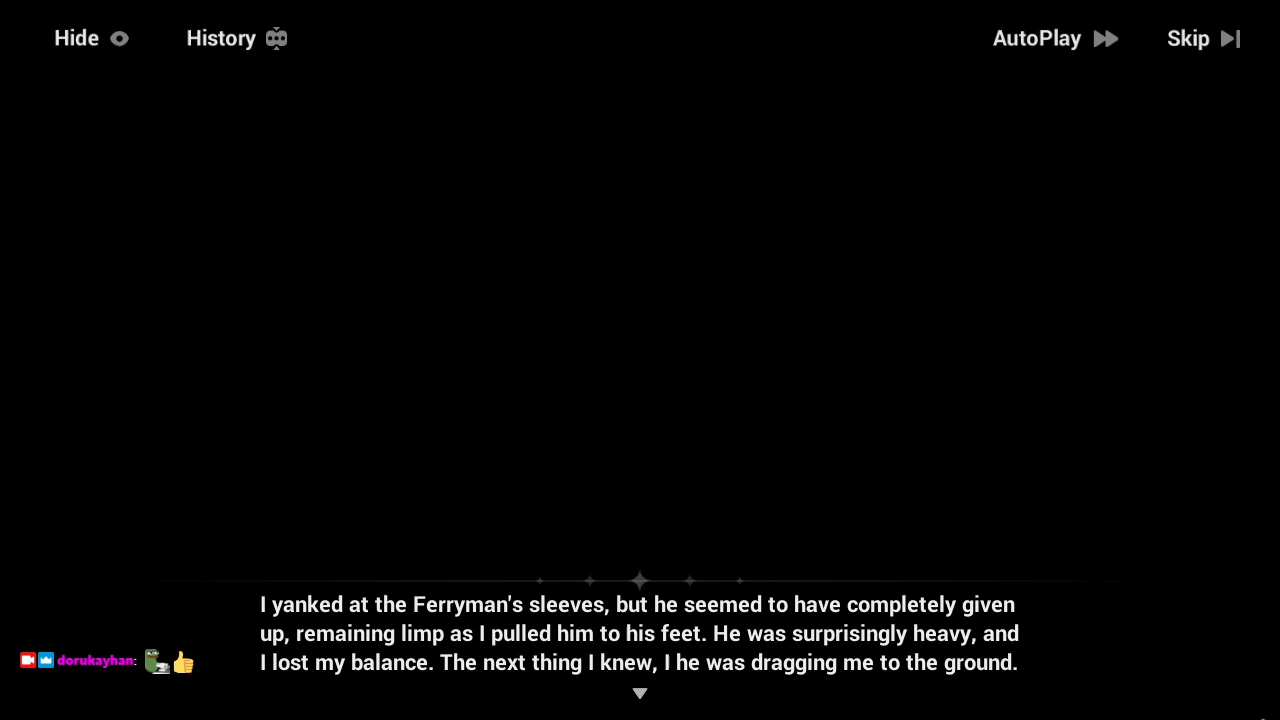 Hide
History
AutoPlay
Skip
I yanked at the Ferryman's sleeves, but he seemed to have completely given
up, remaining limp as I pulled him to his feet. He was surprisingly heavy, and
I lost my balance. The next thing I knew, I he was dragging me to the ground.
dorukayhan: